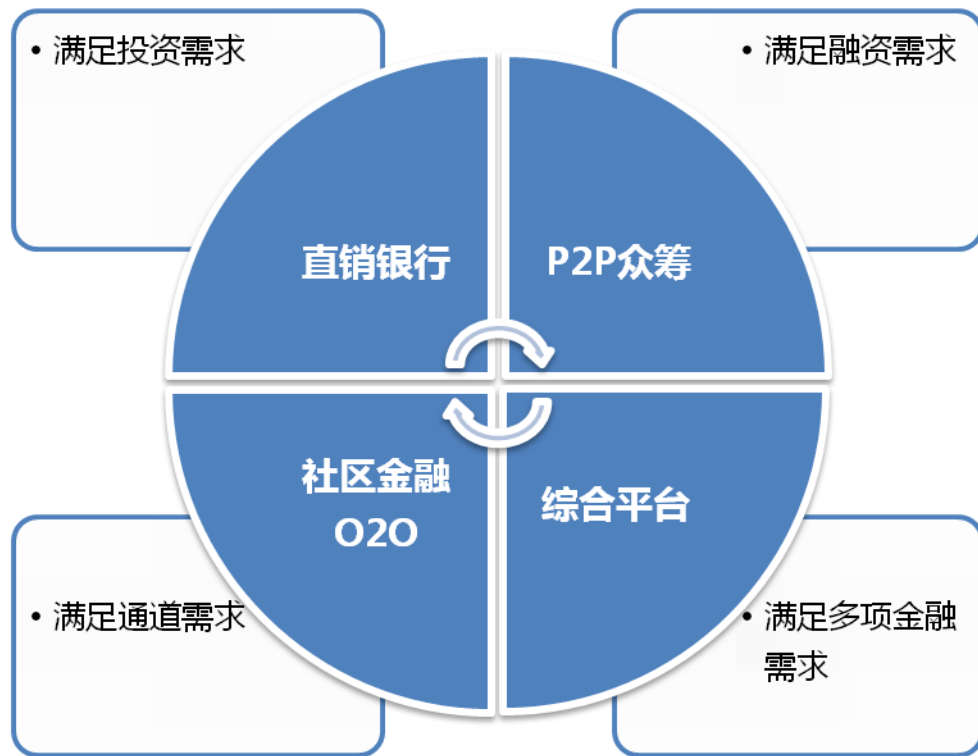 • 满足投资需求
• 满足融资需求
直销银行
P2P众筹
社区金融
O2O
综合平台
• 满足通道需求
• 满足多项金融
需求